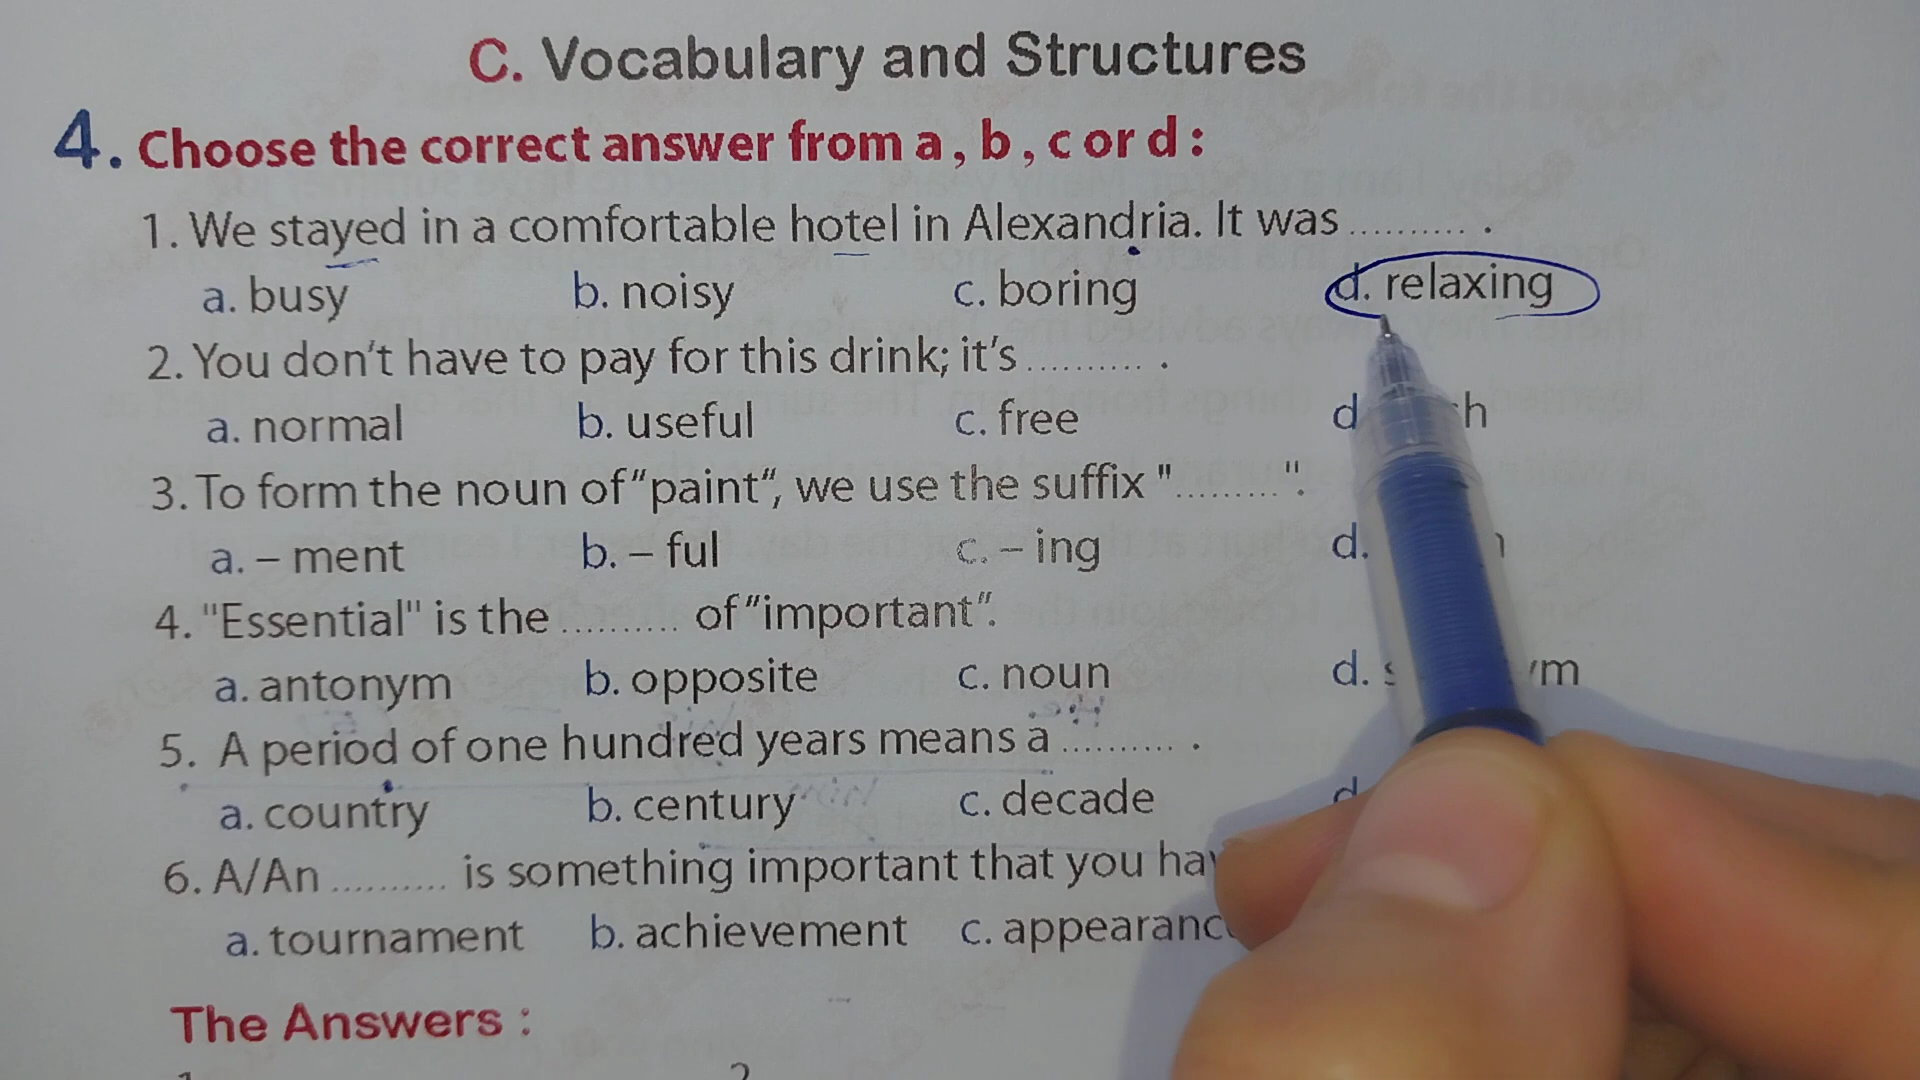 C. Vocabulary and Structures
4. Choose the correct answer from a , b , c or d :
1. We stayed in a comfortable hotel in Alexandria. It was .......... .
a. busy b. noisy c. boring d. relaxing
2. You don't have to pay for this drink; it's .......... .
a. normal b. useful c. free d
3. To form the noun of "paint", we use the suffix ".........".
a. – ment b. – ful c. – ing d.
4. "Essential" is the .......... of "important".
a. antonym b. opposite c. noun d.
5. A period of one hundred years means a .......... .
a. country b. century c. decade d
6. A/An .......... is something important that you
a. tournament b. achievement c.
The Answers :